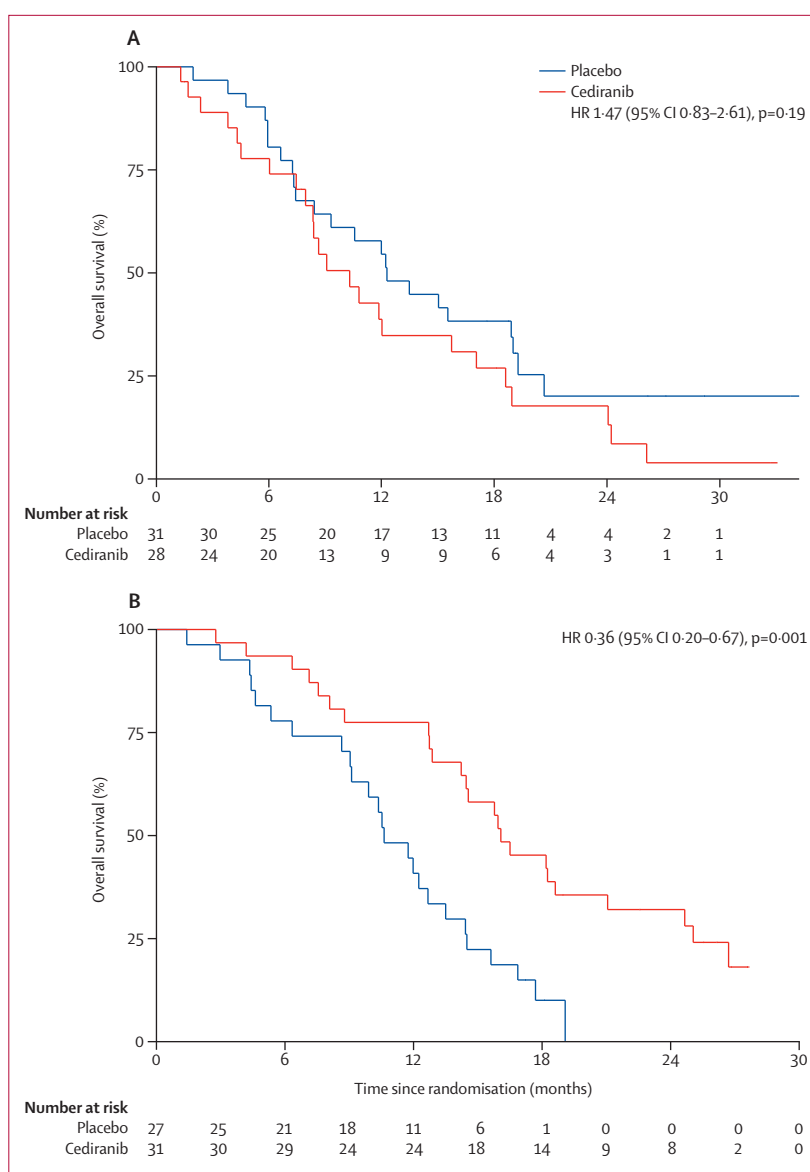 A
100
75
50
25
0
Overall survival (%)
Placebo
Cediranib
HR 1·47 (95% CI 0·83–2·61), p=0·19
0 6 12 18 24 30
Number at risk
Placebo 31 30 25 20 17 13 11 4 4 2 1
Cediranib 28 24 20 13 9 9 6 4 3 1 1
B
100
75
50
25
0
Overall survival (%)
HR 0·36 (95% CI 0·20–0·67), p=0·001
0 6 12 18 24 30
Time since randomisation (months)
Number at risk
Placebo 27 25 21 18 11 6 1 0 0 0 0
Cediranib 31 30 29 24 24 18 14 9 8 2 0